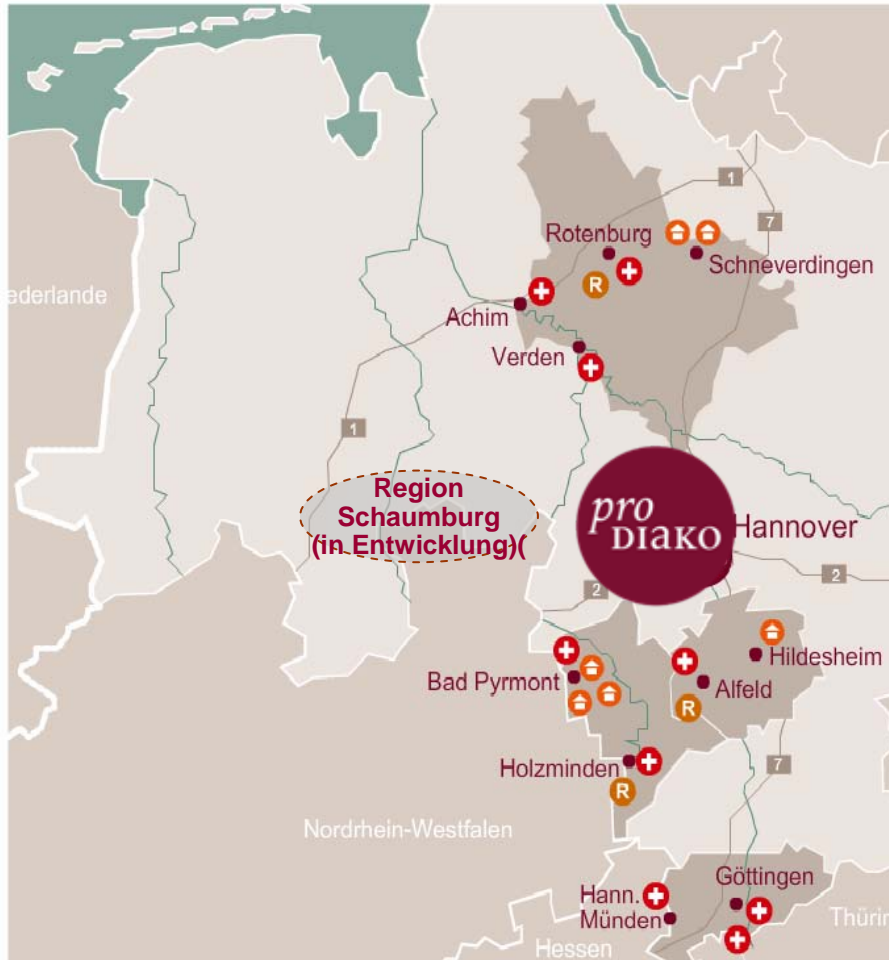 1
7
Rotenburg
Schneverdingen
ederlande
R
Achim
Verden
1
Region
Schaumburg
(in Entwicklung)(
pro
DIAKO
Hannover
2
2
Hildesheim
Bad Pyrmont
Alfeld
R
Holzminden
7
R
Nordrhein-Westfalen
Göttingen
Hann.
Münden
Thürin
Hessen